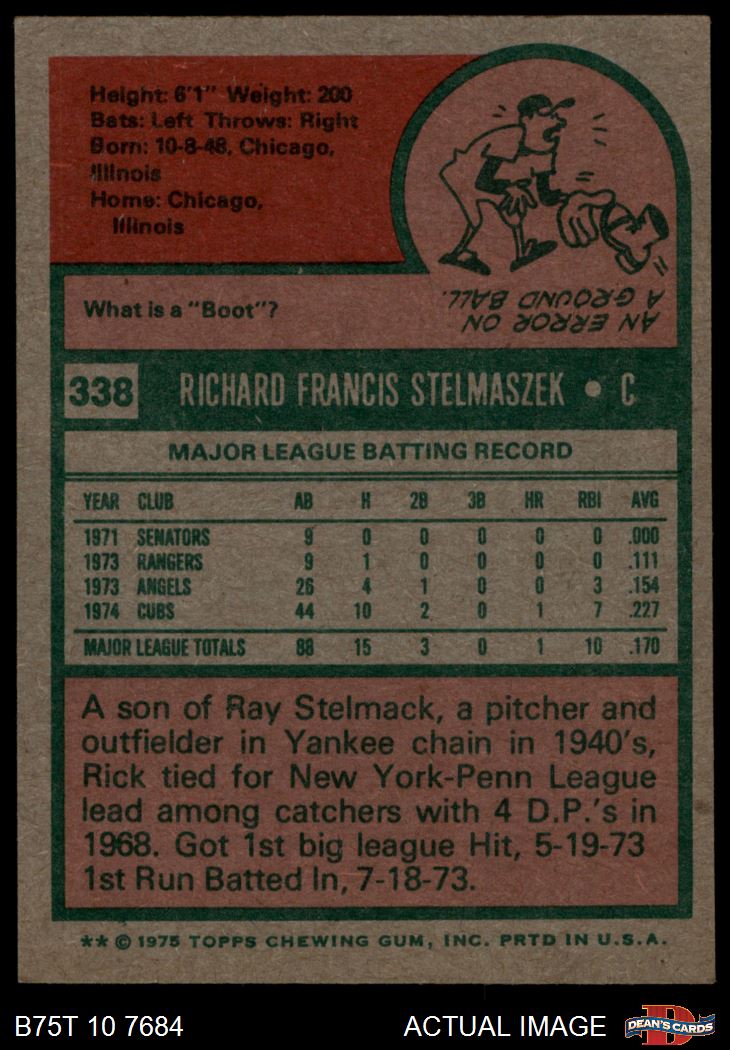 Height: 6'1" Weight: 200
Bats: Left Throws: Right
Born: 10-8-48, Chicago,
Illinois
Home: Chicago,
Illinois
What is a "Boot"?
AN ERROR ON
A GROUND BALL.
338 RICHARD FRANCIS STELMASZEK • C
MAJOR LEAGUE BATTING RECORD
YEAR CLUB AB H 2B 3B HR RBI AVG
1971 SENATORS 9 0 0 0 0 0 .000
1973 RANGERS 9 1 0 0 0 0 .111
1973 ANGELS 26 4 1 0 0 3 .154
1974 CUBS 44 10 2 0 1 7 .227
MAJOR LEAGUE TOTALS 88 15 3 0 1 10 .170
A son of Ray Stelmack, a pitcher and
outfielder in Yankee chain in 1940's,
Rick tied for New York-Penn League
lead among catchers with 4 D.P.'s in
1968. Got 1st big league Hit, 5-19-73
1st Run Batted In, 7-18-73.
** © 1975 TOPPS CHEWING GUM, INC. PRTD IN U.S.A.
B75T 10 7684 ACTUAL IMAGE D DEAN'S CARDS